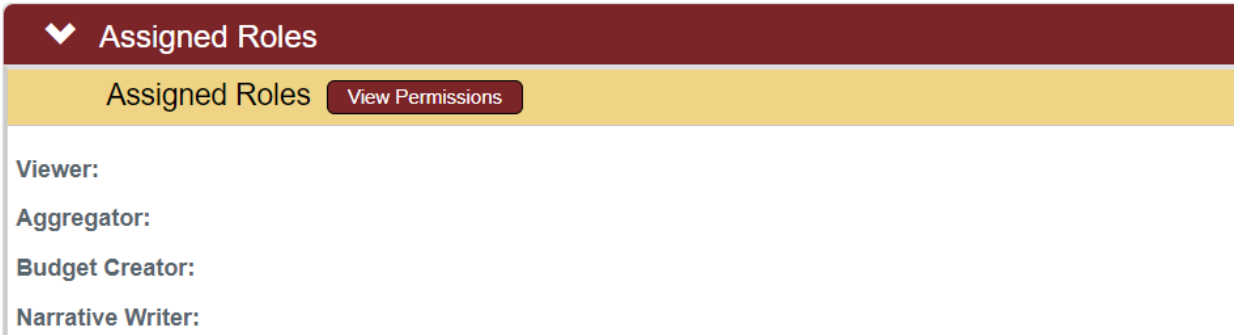 Assigned Roles
Assigned Roles View Permissions
Viewer:
Aggregator:
Budget Creator:
Narrative Writer: